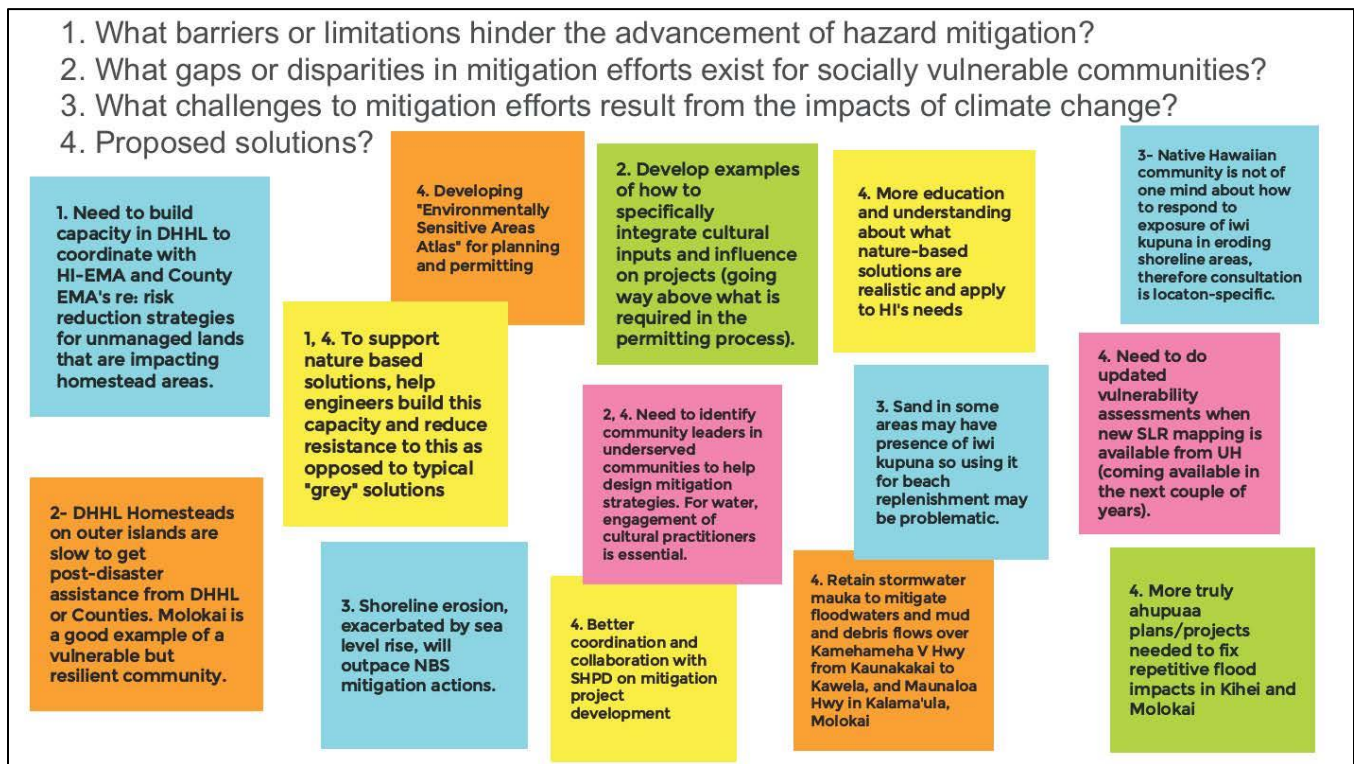 1. What barriers or limitations hinder the advancement of hazard mitigation?
2. What gaps or disparities in mitigation efforts exist for socially vulnerable communities?
3. What challenges to mitigation efforts result from the impacts of climate change?
4. Proposed solutions?
1. Need to build
capacity in DHHL to
coordinate with
HI-EMA and County
EMA's re: risk
reduction strategies
for unmanaged lands
that are impacting
homestead areas.
4. Developing
"Environmentally
Sensitive Areas
Atlas" for planning
and permitting
2. Develop examples
of how to
specifically
integrate cultural
inputs and influence
on projects (going
way above what is
required in the
permitting process).
4. More education
and understanding
about what
nature-based
solutions are
realistic and apply
to HI's needs
3- Native Hawaiian
community is not of
one mind about how
to respond to
exposure of iwi
kupuna in eroding
shoreline areas,
therefore consultation
is locaton-specific.
1, 4. To support
nature based
solutions, help
engineers build this
capacity and reduce
resistance to this as
opposed to typical
"grey" solutions
2, 4. Need to identify
community leaders in
underserved
communities to help
design mitigation
strategies. For water,
engagement of
cultural practitioners
is essential.
3. Sand in some
areas may have
presence of iwi
kupuna so using it
for beach
replenishment may
be problematic.
4. Need to do
updated
vulnerability
assessments when
new SLR mapping is
available from UH
(coming available in
the next couple of
years).
2- DHHL Homesteads
on outer islands are
slow to get
post-disaster
assistance from DHHL
or Counties. Molokai is
a good example of a
vulnerable but
resilient community.
3. Shoreline erosion,
exacerbated by sea
level rise, will
outpace NBS
mitigation actions.
4. Better
coordination and
collaboration with
SHPD on mitigation
project
development
4. Retain stormwater
mauka to mitigate
floodwaters and mud
and debris flows over
Kamehameha V Hwy
from Kaunakakai to
Kawela, and Maunaloa
Hwy in Kalama'ula,
Molokai
4. More truly
ahupuaa
plans/projects
needed to fix
repetitive flood
impacts in Kihei and
Molokai